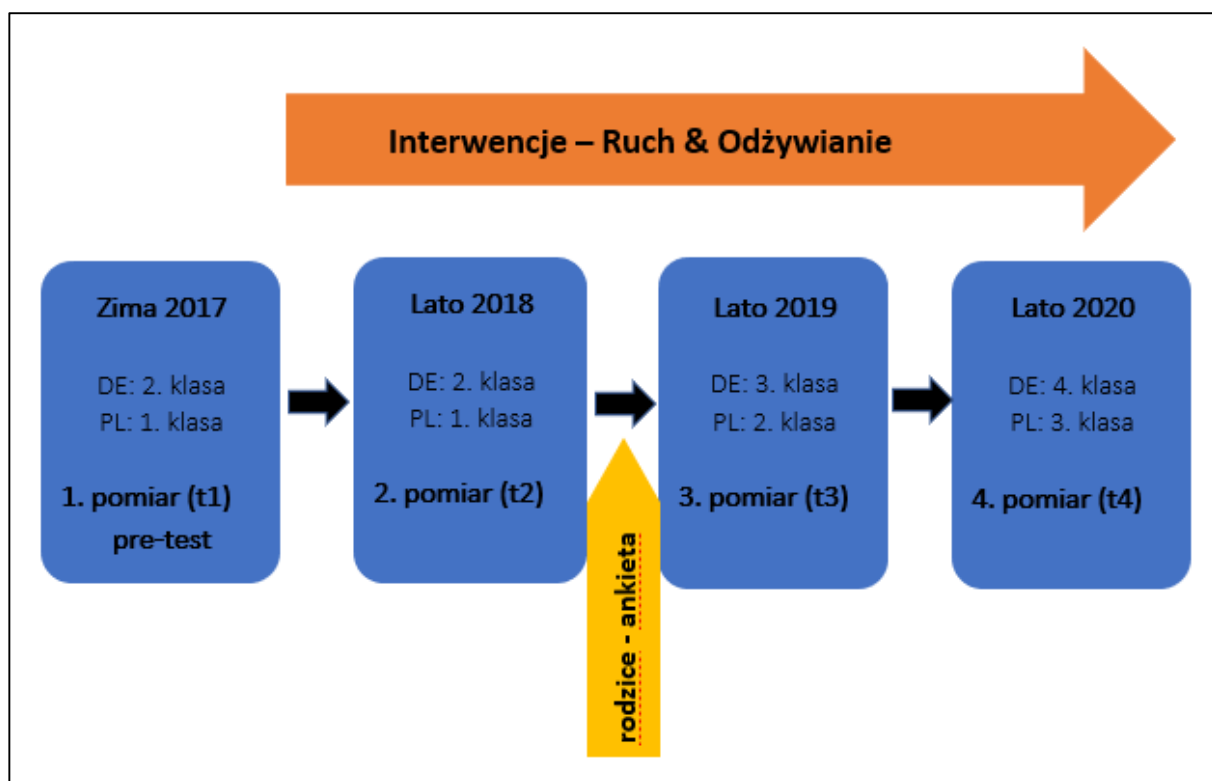 Interwencje – Ruch & Odżywianie
Zima 2017
DE: 2. klasa
PL: 1. klasa
1. pomiar (t1)
pre-test
Lato 2018
DE: 2. klasa
PL: 1. klasa
2. pomiar (t2)
rodzice - ankieta
Lato 2019
DE: 3. klasa
PL: 2. klasa
3. pomiar (t3)
Lato 2020
DE: 4. klasa
PL: 3. klasa
4. pomiar (t4)